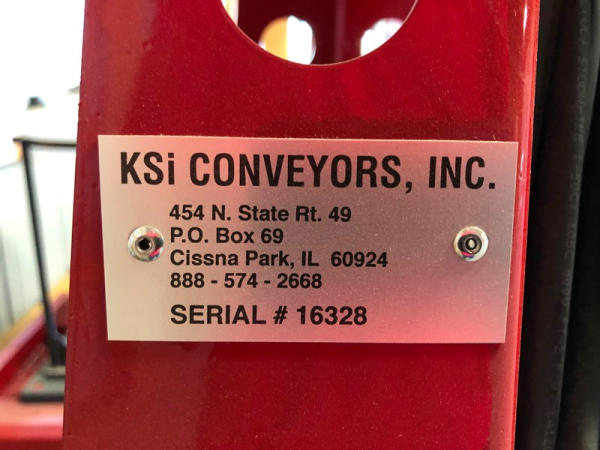 KSi CONVEYORS, INC.
454 N. State Rt. 49
P.O. Box 69
Cissna Park, IL 60924
888 - 574 - 2668
SERIAL # 16328